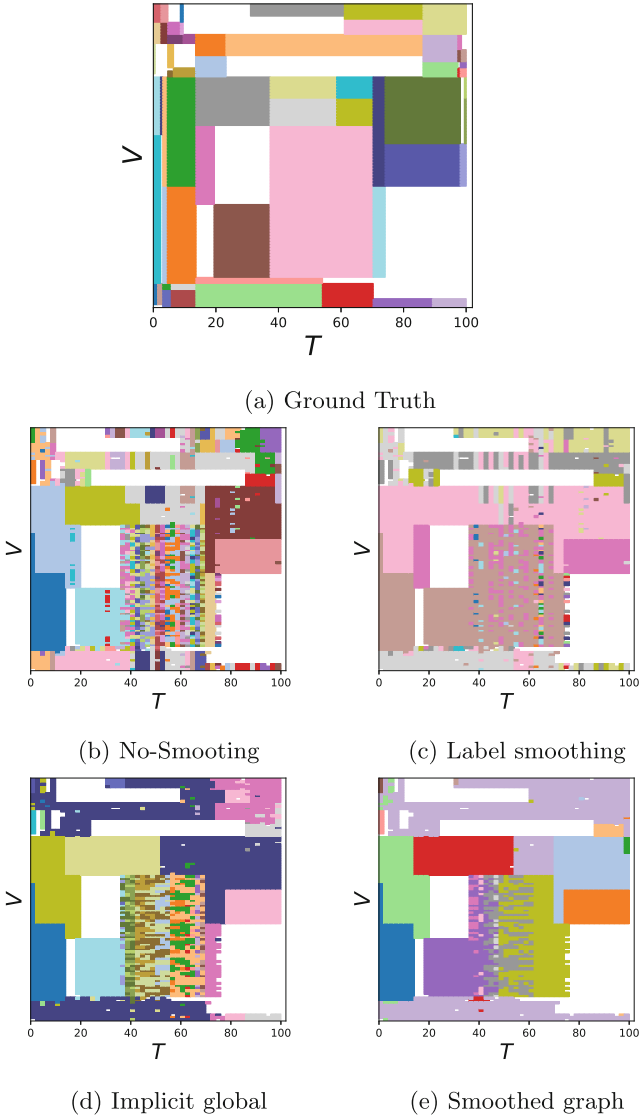 V
0 20 40 60 80 100
T
(a) Ground Truth
V V
0 20 40 60 80 100 0 20 40 60 80 100
T T
(b) No-Smooting (c) Label smoothing
V V
0 20 40 60 80 100 0 20 40 60 80 100
T T
(d) Implicit global (e) Smoothed graph